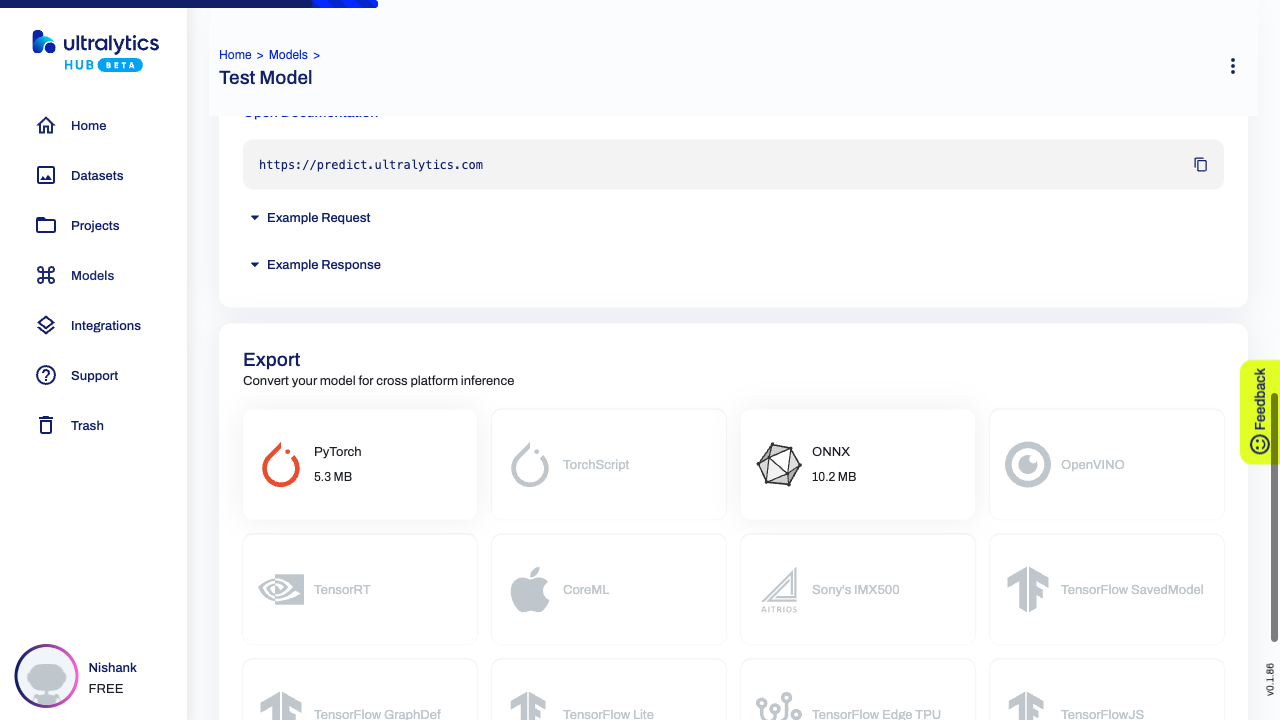 ultralytics
HUB BETA
Home
Datasets
Projects
Models
Integrations
Support
Trash
Nishank
FREE
Home > Models >
Test Model
Open Documentation
https://predict.ultralytics.com
Example Request
Example Response
Export
Convert your model for cross platform inference
PyTorch
5.3 MB
TorchScript
ONNX
10.2 MB
OpenVINO
TensorRT
CoreML
AITRIOS
Sony's IMX500
TensorFlow SavedModel
TensorFlow GraphDef
TensorFlow Lite
TensorFlow Edge TPU
TensorFlowJS
Feedback
v0.1.86